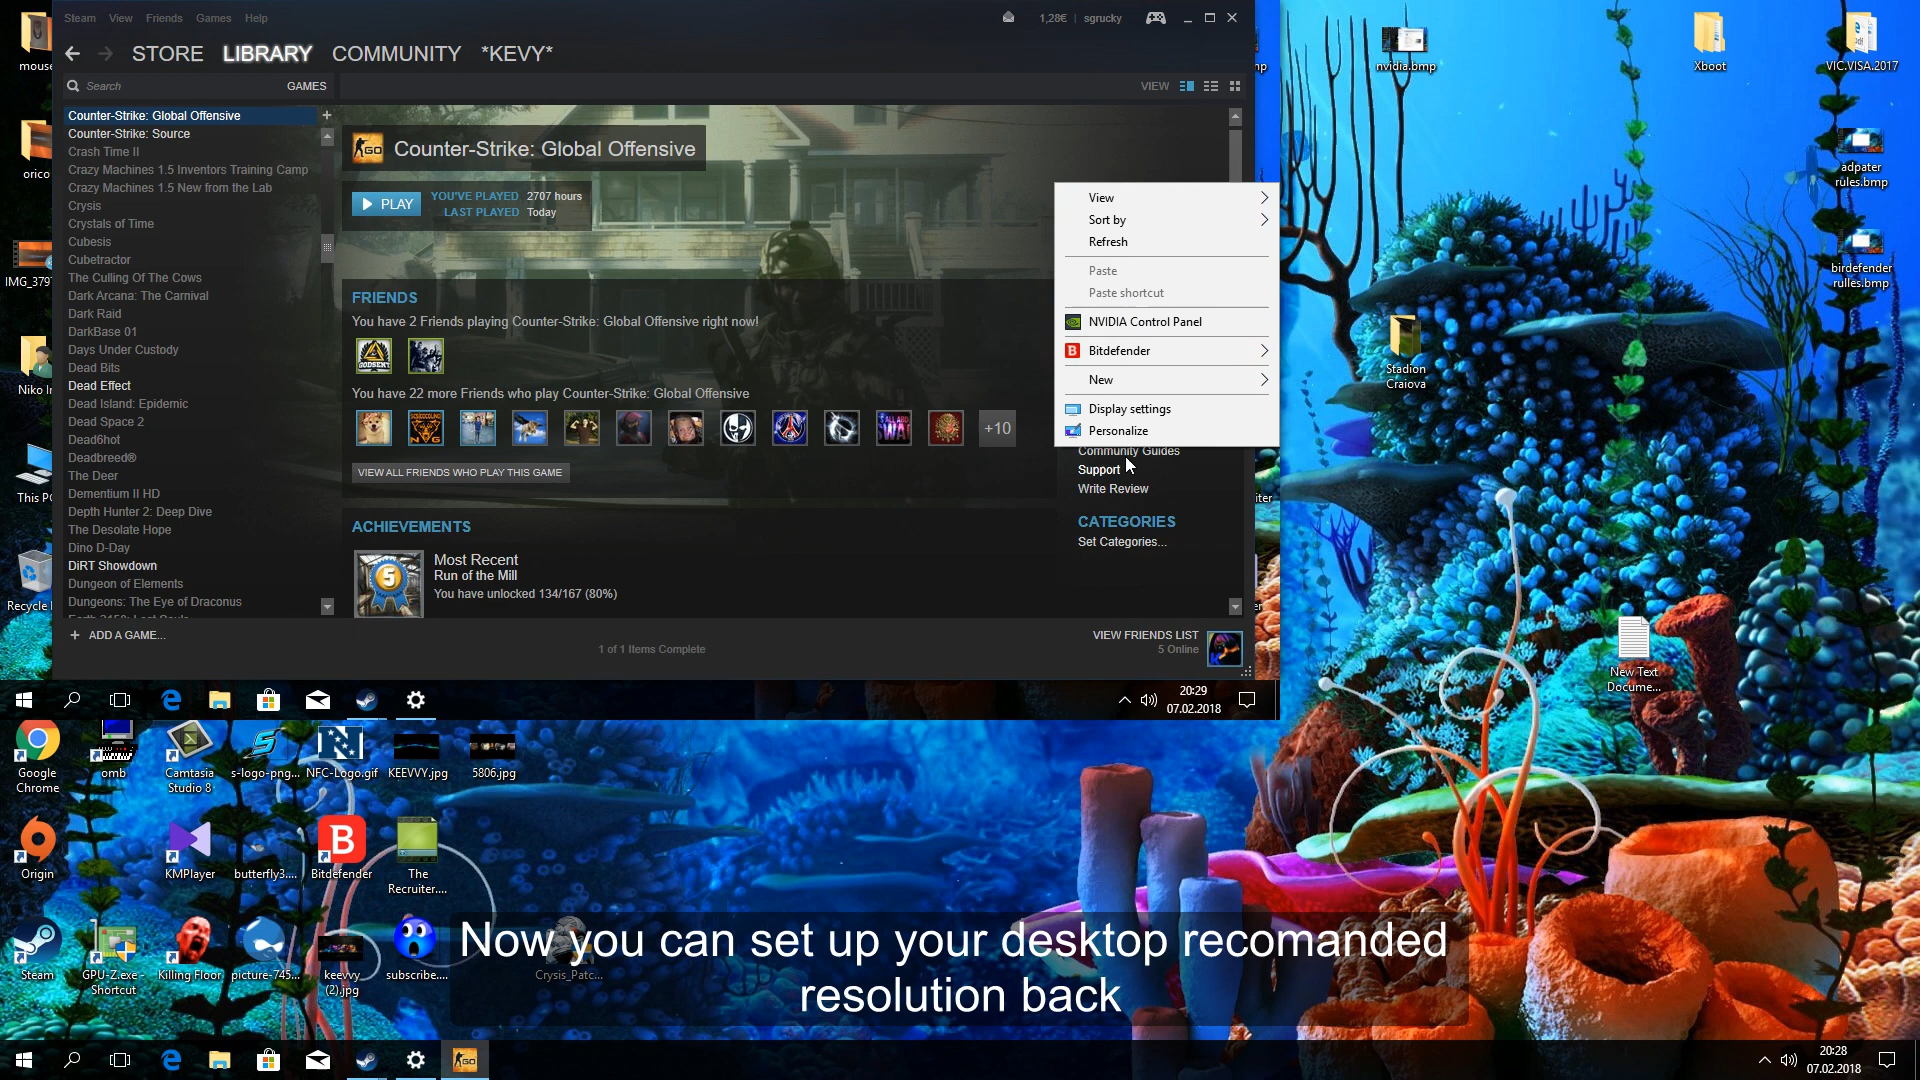 Steam View Friends Games Help
1,28€ | sgrucky
STORE LIBRARY COMMUNITY *KEVY*
Search GAMES
VIEW
Counter-Strike: Global Offensive
Counter-Strike: Source
Crash Time II
Crazy Machines 1.5 Inventors Training Camp
Crazy Machines 1.5 New from the Lab
Crysis
Crystals of Time
Cubesis
Cubetractor
The Culling Of The Cows
Dark Arcana: The Carnival
Dark Raid
DarkBase 01
Days Under Custody
Dead Bits
Dead Effect
Dead Island: Epidemic
Dead Space 2
Dead6hot
Deadbreed®
The Deer
Dementium II HD
Depth Hunter 2: Deep Dive
The Desolate Hope
Dino D-Day
DiRT Showdown
Dungeon of Elements
Dungeons: The Eye of Draconus
+ ADD A GAME...
Counter-Strike: Global Offensive
PLAY
YOU'VE PLAYED 2707 hours
LAST PLAYED Today
FRIENDS
You have 2 Friends playing Counter-Strike: Global Offensive right now!
You have 22 more Friends who play Counter-Strike: Global Offensive
+10
VIEW ALL FRIENDS WHO PLAY THIS GAME
ACHIEVEMENTS
Most Recent
Run of the Mill
You have unlocked 134/167 (80%)
1 of 1 Items Complete
View
Sort by
Refresh
Paste
Paste shortcut
NVIDIA Control Panel
Bitdefender
New
Display settings
Personalize
Community Guides
Support
Write Review
CATEGORIES
Set Categories...
VIEW FRIENDS LIST
5 Online
20:29
07.02.2018
mouse
orico
IMG_379
Niko In
This PC
Recycle
nvidia.bmp
Xboot
VIC.VISA.2017
adpater
rules.bmp
birdefender
rulles.bmp
Stadion
Craiova
New Text
Docume...
Google
Chrome
omb
Camtasia
Studio 8
s-logo-png...
NFC-Logo.gif
KEEVVY.jpg
5806.jpg
Origin
KMPlayer
butterfly3....
Bitdefender
The
Recruiter....
Steam
GPU-Z.exe -
Shortcut
Killing Floor
picture-745...
keevvy
(2).jpg
subscribe....
Crysis_Patc...
Now you can set up your desktop recomanded
resolution back
20:28
07.02.2018